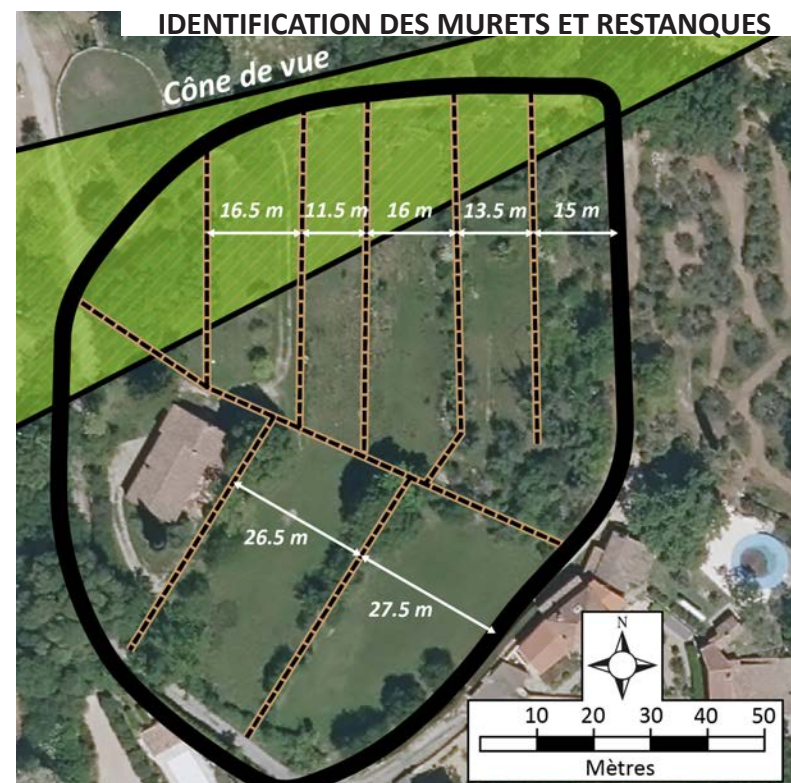 IDENTIFICATION DES MURETS ET RESTANQUES
Cône de vue
16.5 m 11.5 m 16 m 13.5 m 15 m
26.5 m
27.5 m
N
10 20 30 40 50
Mètres